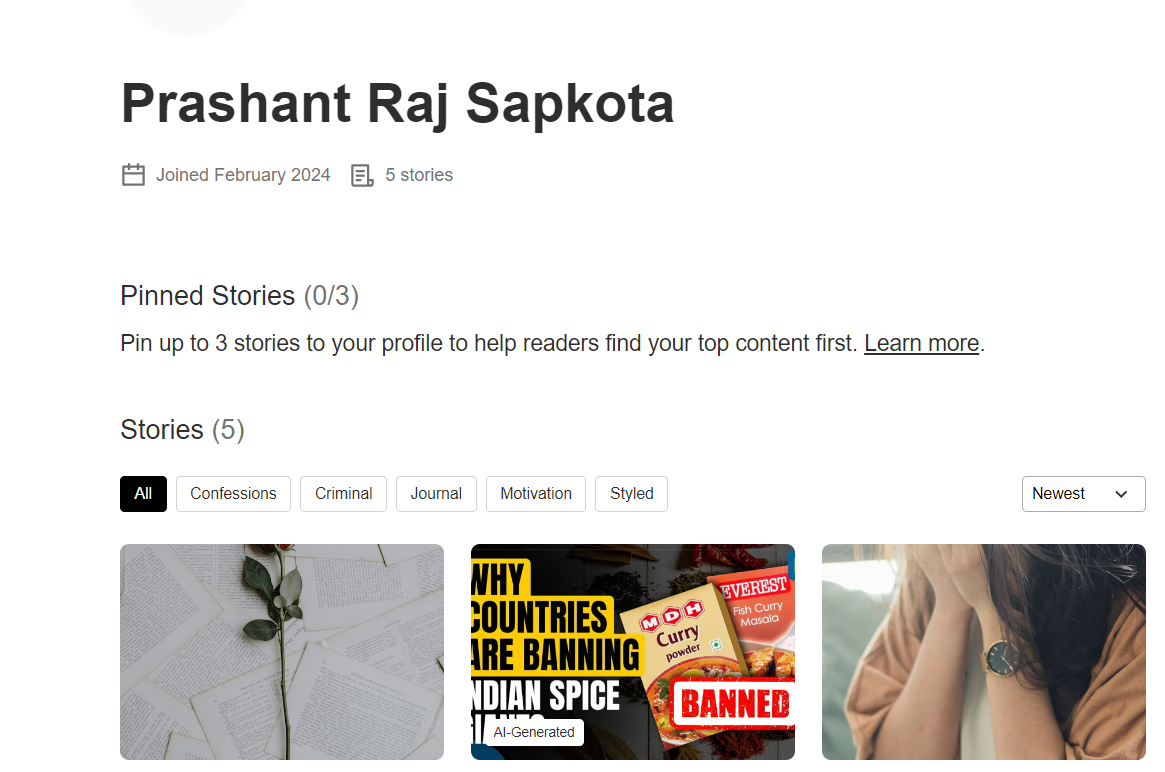 Prashant Raj Sapkota
Joined February 2024 5 stories
Pinned Stories (0/3)
Pin up to 3 stories to your profile to help readers find your top content first. Learn more.
Stories (5)
All Confessions Criminal Journal Motivation Styled Newest
WHY
COUNTRIES
ARE BANNING
INDIAN SPICE
MDH
Curry
powder
EVEREST
Fish Curry
Masala
BANNED
AI-Generated